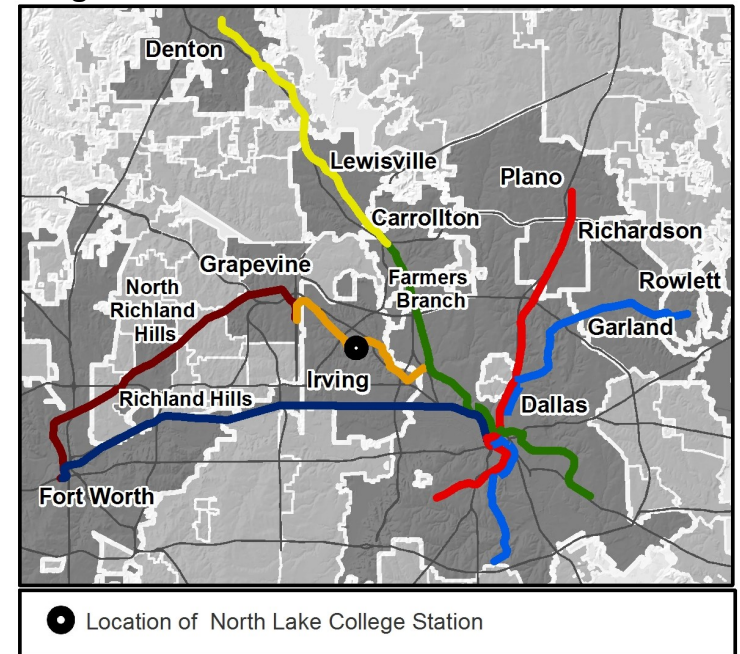 Denton
Lewisville
Plano
Carrollton
Richardson
Grapevine
Farmers
Branch
Rowlett
North
Richland
Hills
Garland
Irving
Richland Hills
Dallas
Fort Worth
Location of North Lake College Station